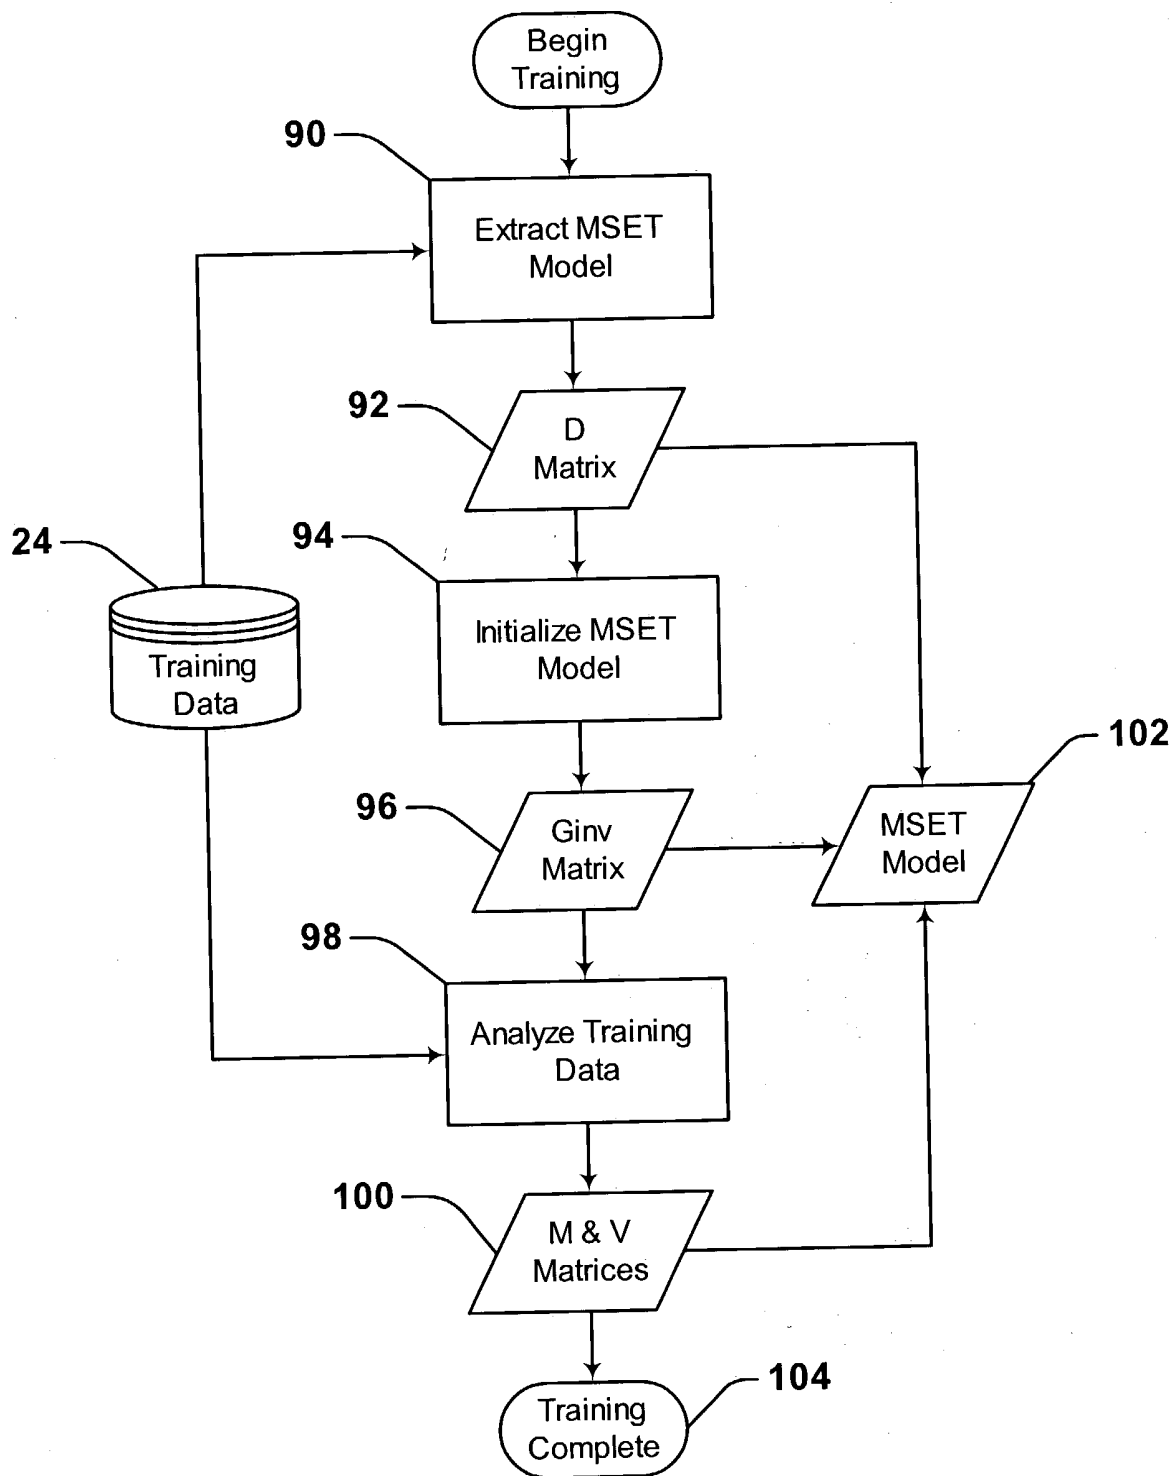 Begin
Training
90
Extract MSET
Model
92
D
Matrix
24
Training
Data
94
Initialize MSET
Model
102
MSET
Model
96
Ginv
Matrix
98
Analyze Training
Data
100
M & V
Matrices
104
Training
Complete